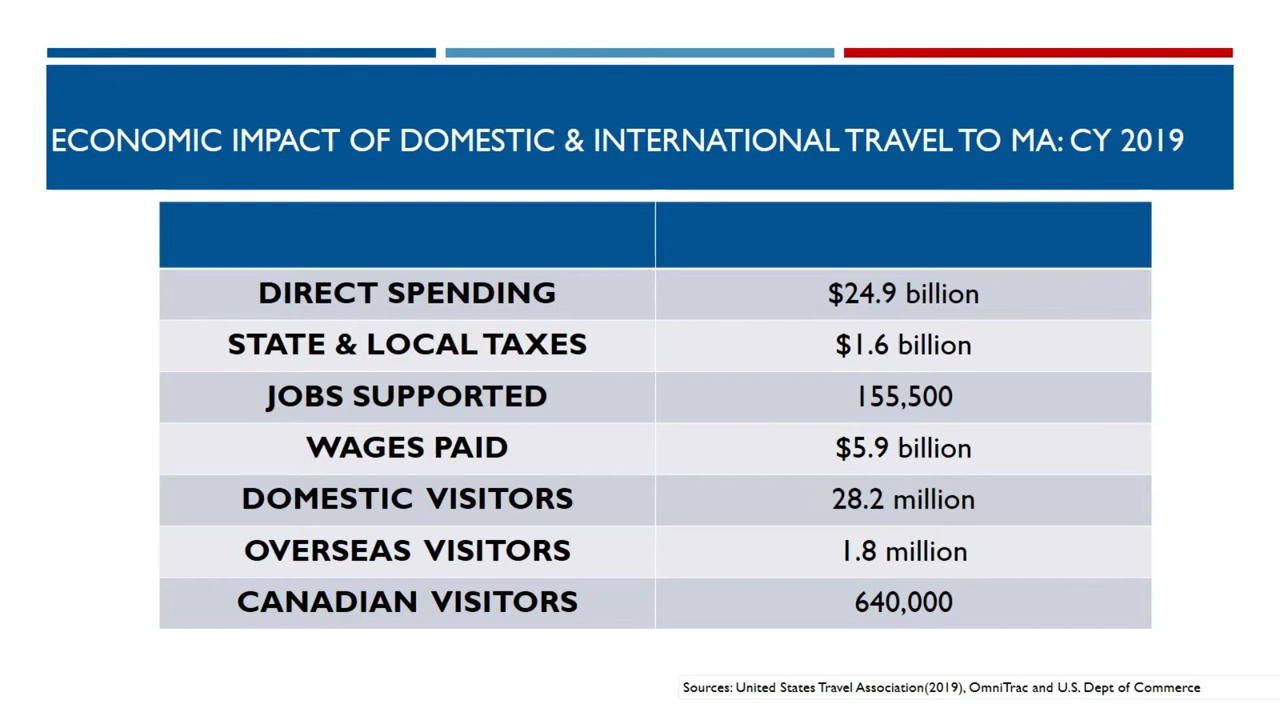 ECONOMIC IMPACT OF DOMESTIC & INTERNATIONAL TRAVEL TO MA: CY 2019
DIRECT SPENDING $24.9 billion
STATE & LOCAL TAXES $1.6 billion
JOBS SUPPORTED 155,500
WAGES PAID $5.9 billion
DOMESTIC VISITORS 28.2 million
OVERSEAS VISITORS 1.8 million
CANADIAN VISITORS 640,000
Sources: United States Travel Association(2019), OmniTrac and U.S. Dept of Commerce